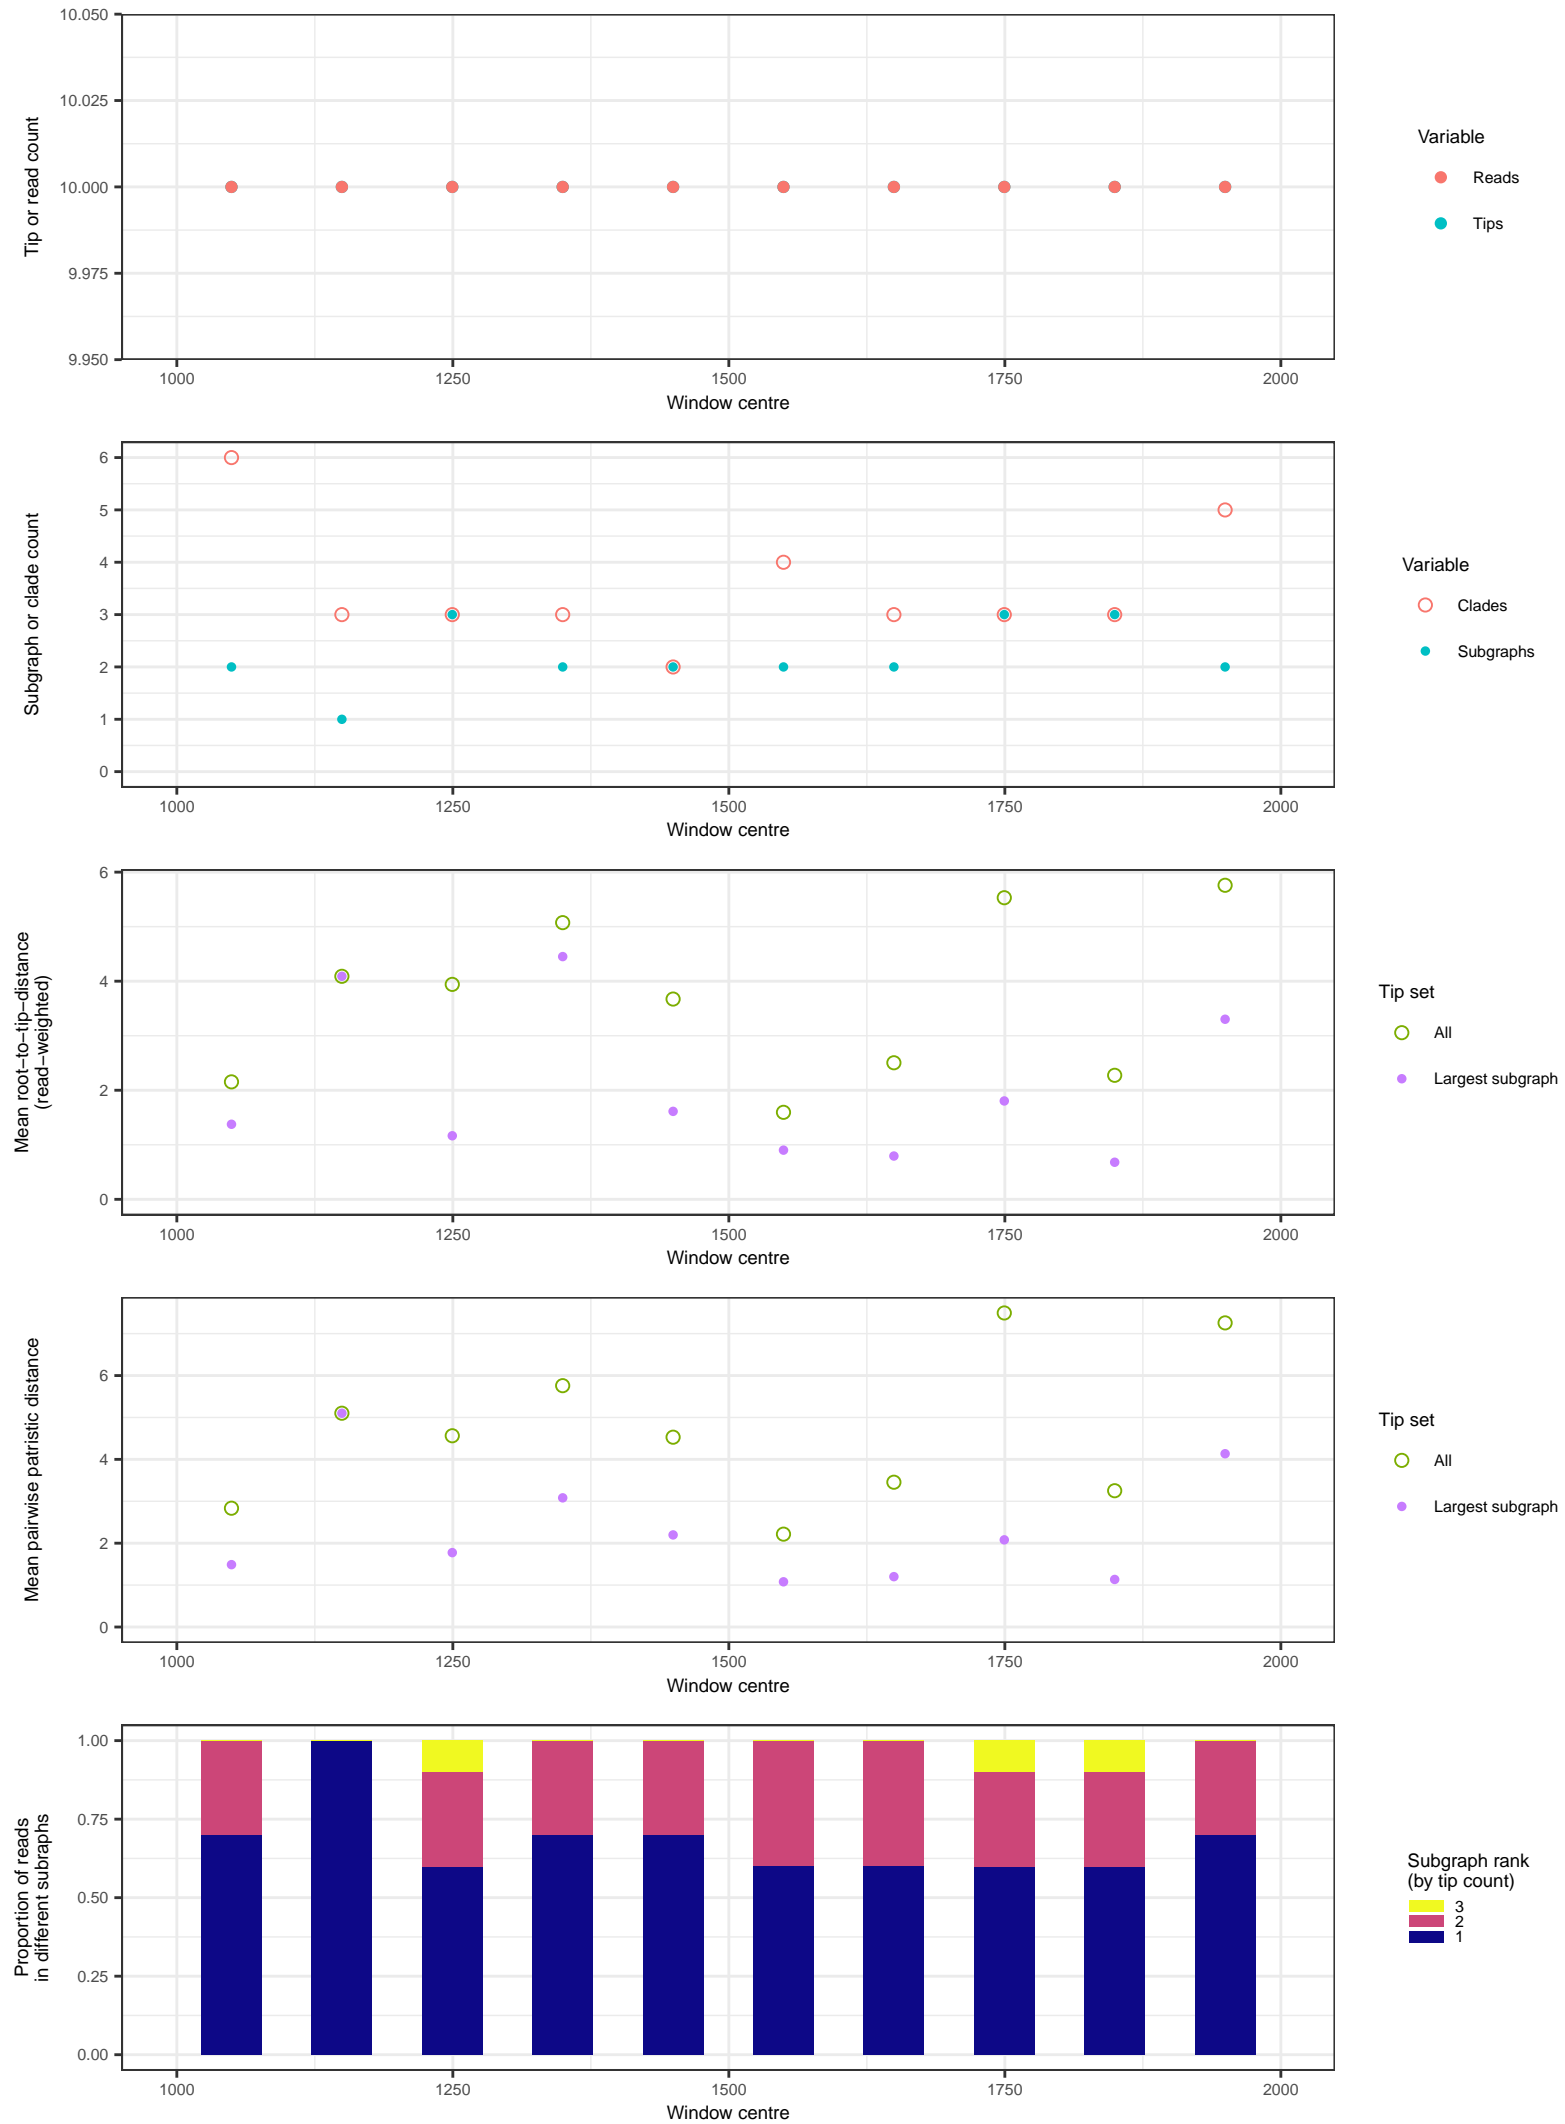 10.050
10.025
10.000
9.975
9.950
Tip or read count
1000 1250 1500 1750 2000
Window centre
Variable
Reads
Tips
6
5
4
3
2
1
0
Subgraph or clade count
1000 1250 1500 1750 2000
Window centre
Variable
Clades
Subgraphs
6
4
2
0
Mean root−to−tip−distance
(read−weighted)
1000 1250 1500 1750 2000
Window centre
Tip set
All
Largest subgraph
6
4
2
0
Mean pairwise patristic distance
1000 1250 1500 1750 2000
Window centre
Tip set
All
Largest subgraph
1.00
0.75
0.50
0.25
0.00
Proportion of reads
in different subraphs
1000 1250 1500 1750 2000
Window centre
Subgraph rank
(by tip count)
3
2
1